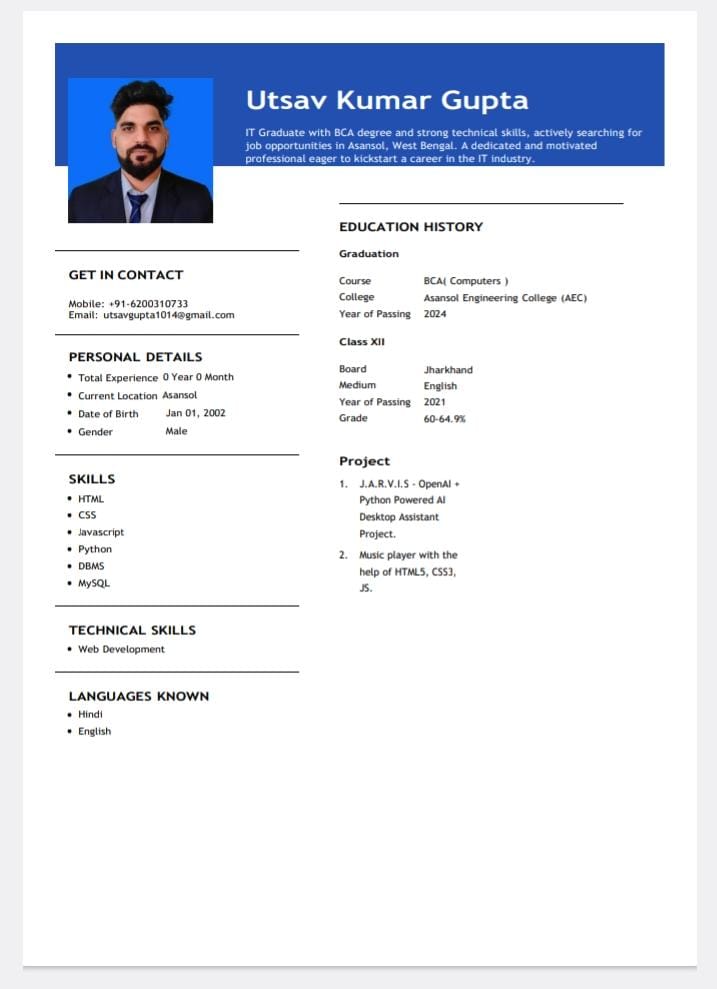 Utsav Kumar Gupta
IT Graduate with BCA degree and strong technical skills, actively searching for
job opportunities in Asansol, West Bengal. A dedicated and motivated
professional eager to kickstart a career in the IT industry.
GET IN CONTACT
Mobile: +91-6200310733
Email: utsavgupta1014@gmail.com
PERSONAL DETAILS
• Total Experience 0 Year 0 Month
• Current Location Asansol
• Date of Birth Jan 01, 2002
• Gender Male
SKILLS
• HTML
• CSS
• Javascript
• Python
• DBMS
• MySQL
TECHNICAL SKILLS
• Web Development
LANGUAGES KNOWN
• Hindi
• English
EDUCATION HISTORY
Graduation
Course BCA( Computers )
College Asansol Engineering College (AEC)
Year of Passing 2024
Class XII
Board Jharkhand
Medium English
Year of Passing 2021
Grade 60-64.9%
Project
1. J.A.R.V.I.S - OpenAI +
Python Powered AI
Desktop Assistant
Project.
2. Music player with the
help of HTML5, CSS3,
JS.